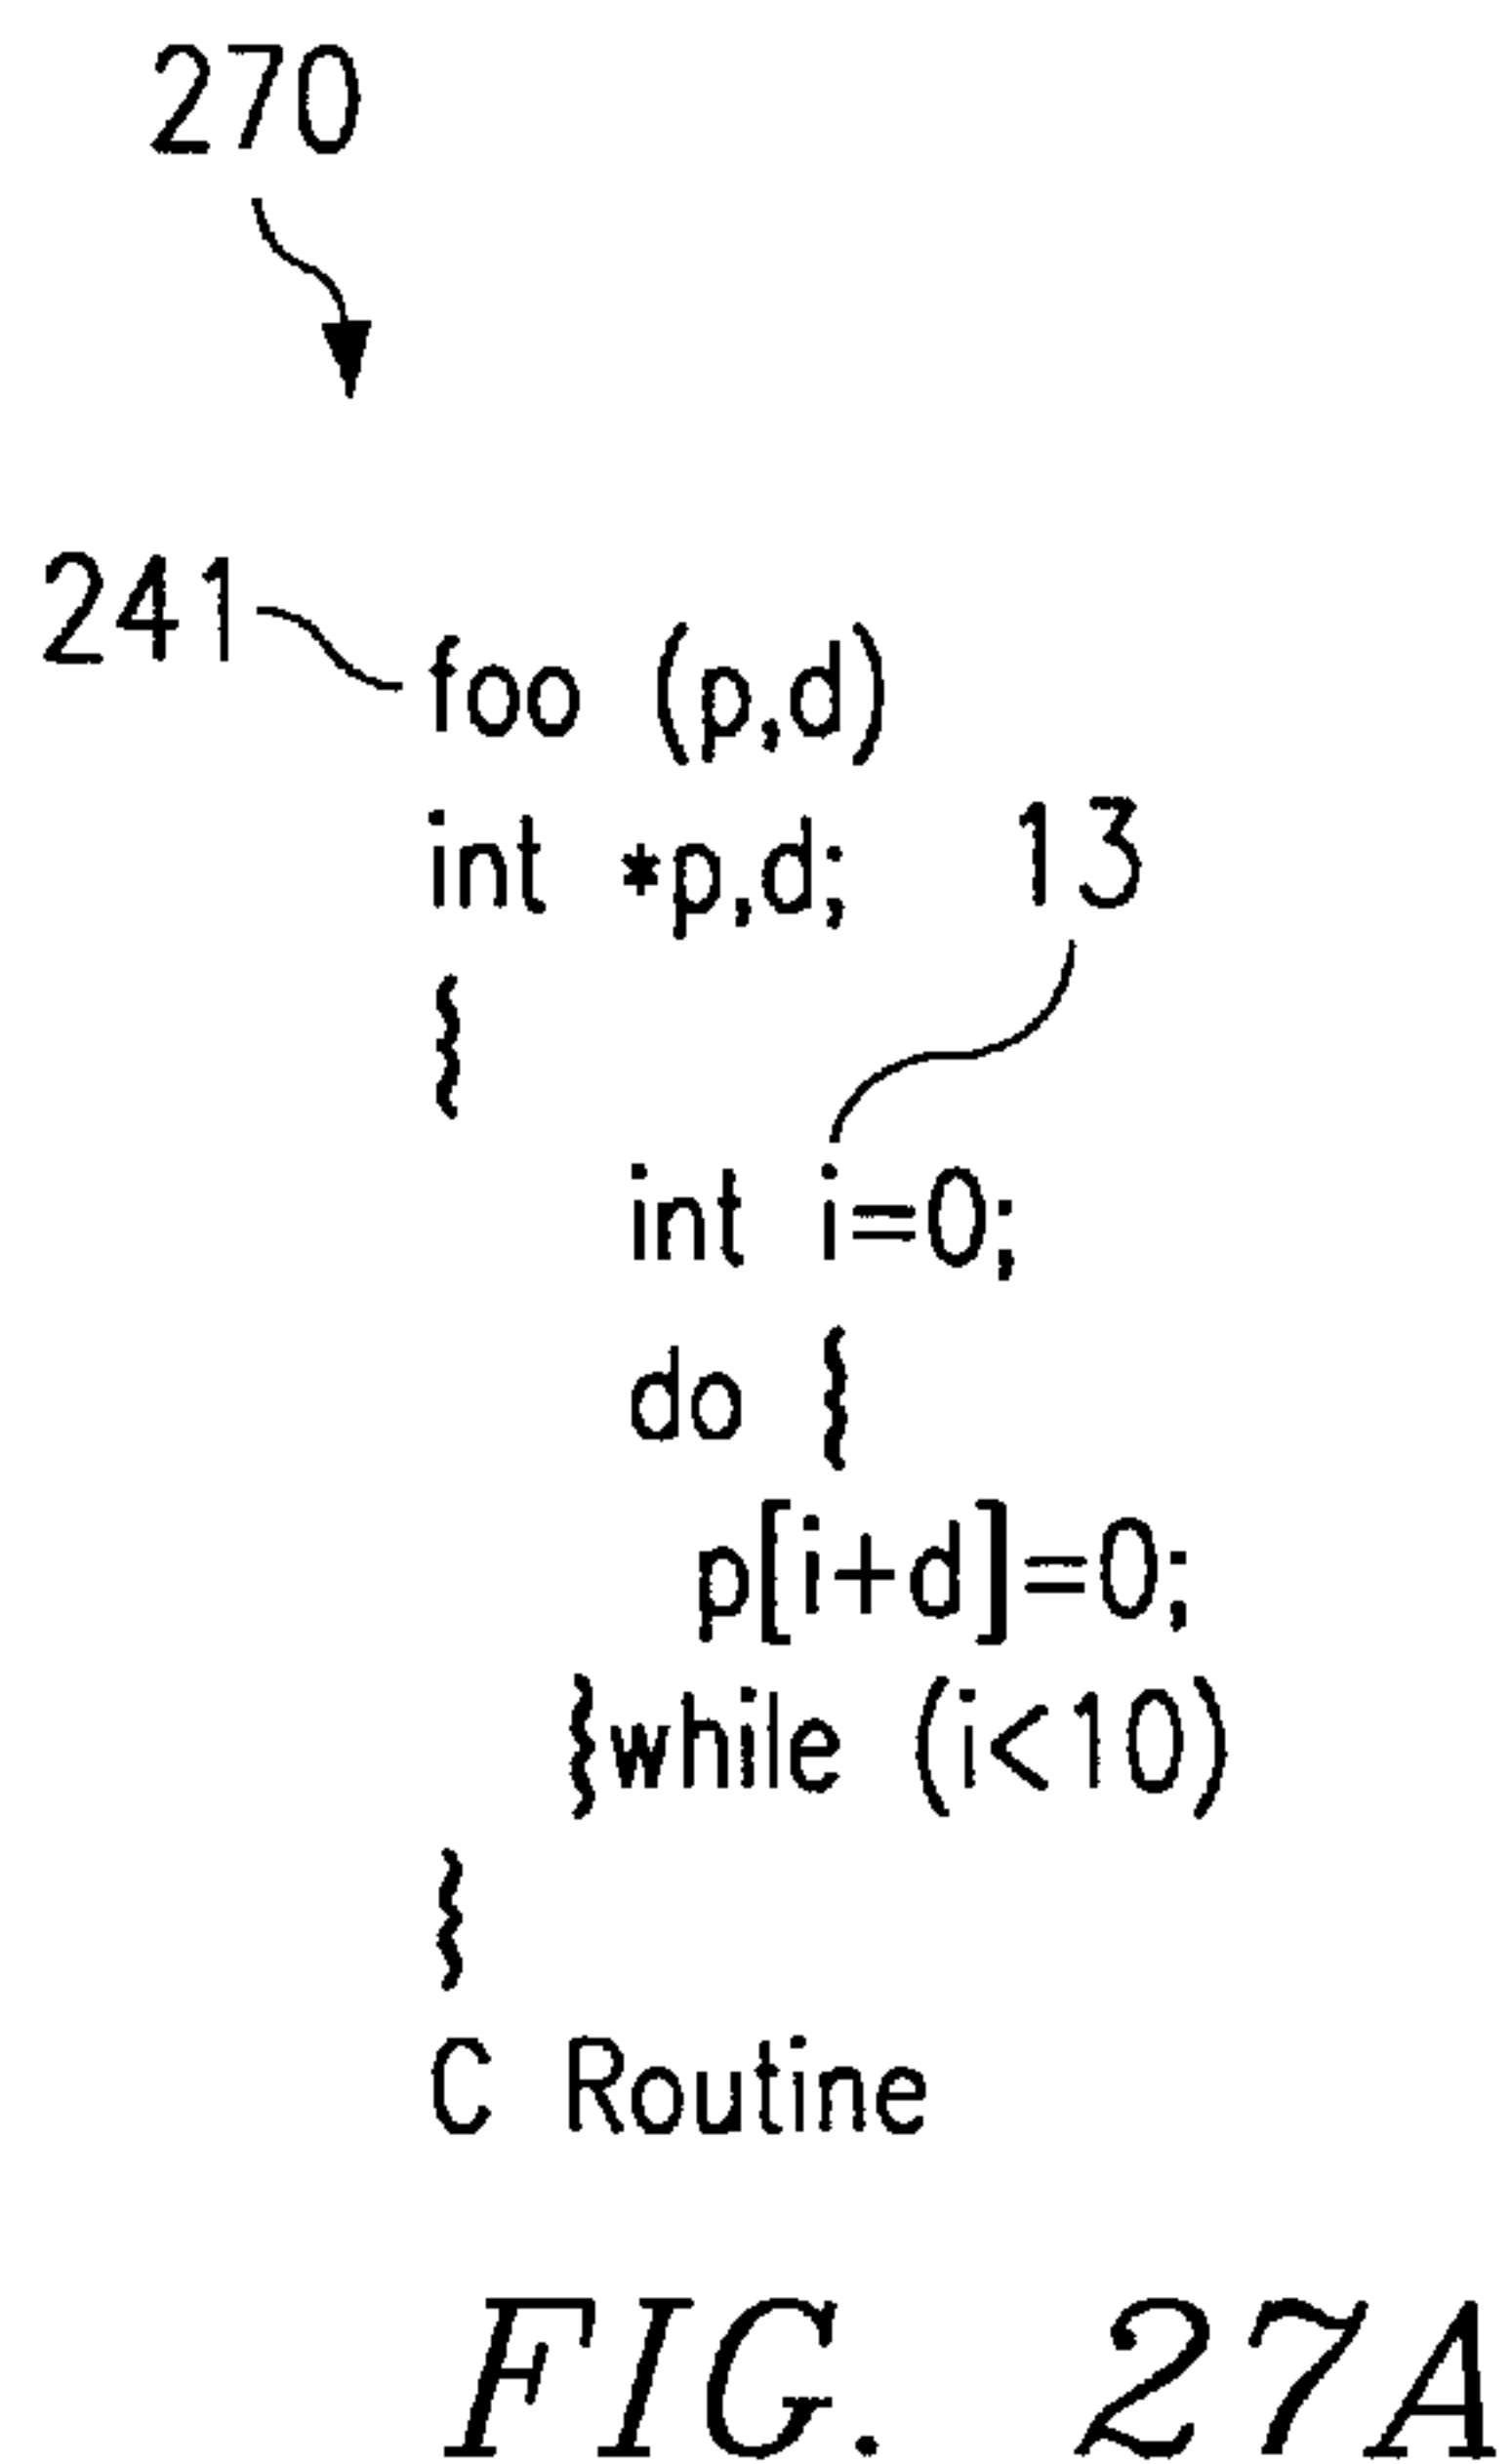 270
241
foo (p,d)
int *p,d;
13
{
int i=0;
do {
p[i+d]=0;
}while (i<10)
}
C Routine
FIG. 27A